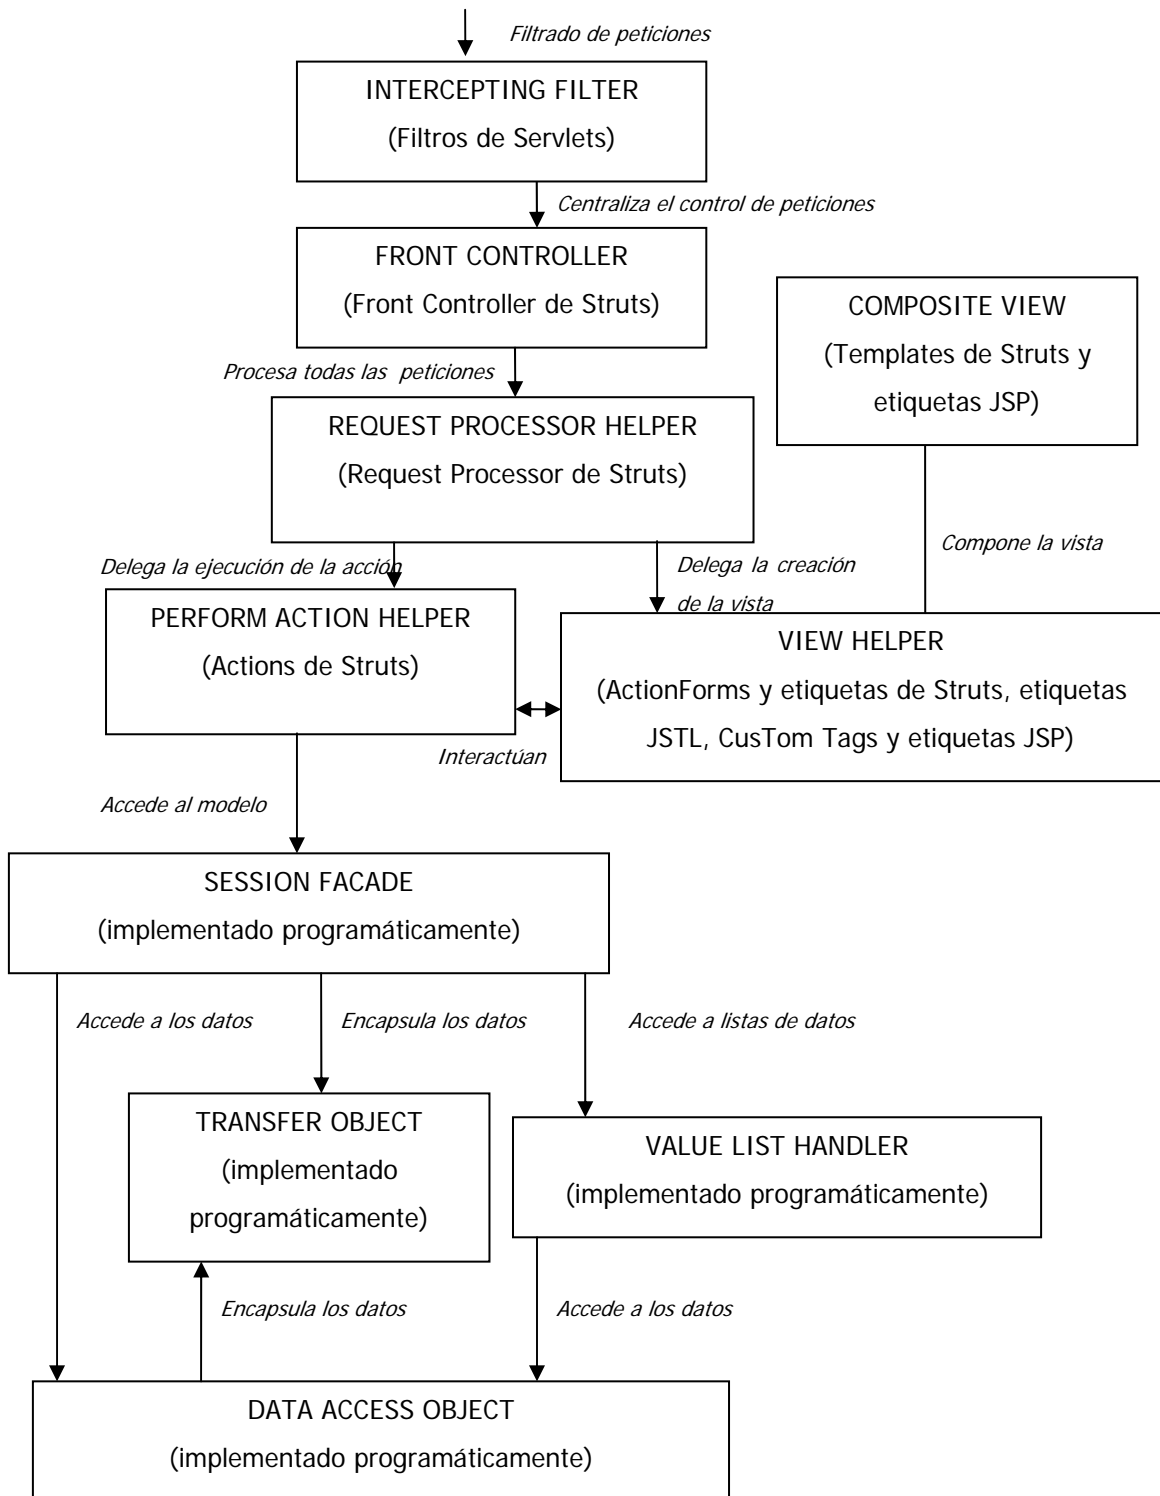 Filtrado de peticiones
INTERCEPTING FILTER
(Filtros de Servlets)
Centraliza el control de peticiones
FRONT CONTROLLER
(Front Controller de Struts)
COMPOSITE VIEW
(Templates de Struts y
etiquetas JSP)
Procesa todas las peticiones
REQUEST PROCESSOR HELPER
(Request Processor de Struts)
Compone la vista
Delega la ejecución de la acción
Delega la creación
de la vista
PERFORM ACTION HELPER
(Actions de Struts)
VIEW HELPER
(ActionForms y etiquetas de Struts, etiquetas
JSTL, CusTom Tags y etiquetas JSP)
Interactúan
Accede al modelo
SESSION FACADE
(implementado programáticamente)
Accede a los datos
Encapsula los datos
Accede a listas de datos
TRANSFER OBJECT
(implementado
programáticamente)
VALUE LIST HANDLER
(implementado programáticamente)
Encapsula los datos
Accede a los datos
DATA ACCESS OBJECT
(implementado programáticamente)